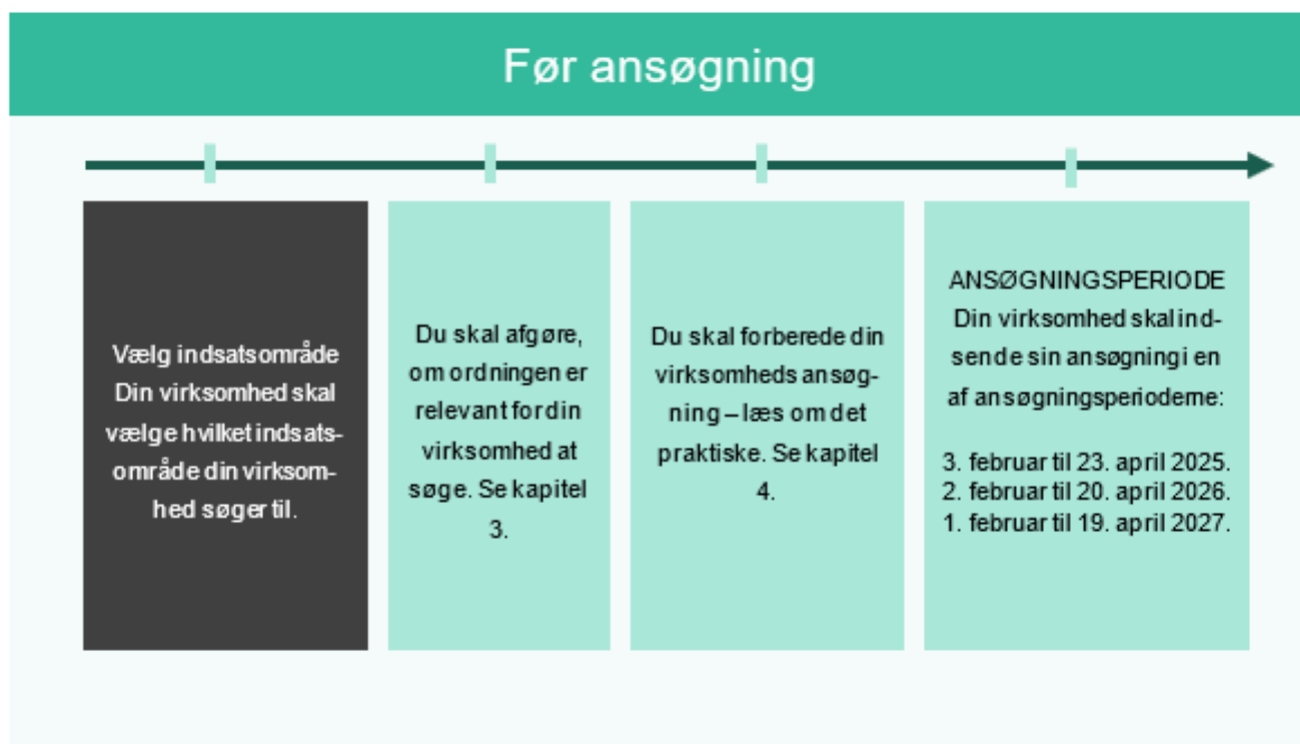 Før ansøgning
Vælg indsatsområde
Din virksomhed skal
vælge hvilket indsats-
område din virksom-
hed søger til.
Du skal afgøre,
om ordningen er
relevant for din
virksomhed at
søge. Se kapitel
3.
Du skal forberede din
virksomheds ansøg-
ning – læs om det
praktiske. Se kapitel
4.
ANSØGNINGSPERIODE
Din virksomhed skal ind-
sende sin ansøgning i en
af ansøgningsperioderne:
3. februar til 23. april 2025.
2. februar til 20. april 2026.
1. februar til 19. april 2027.